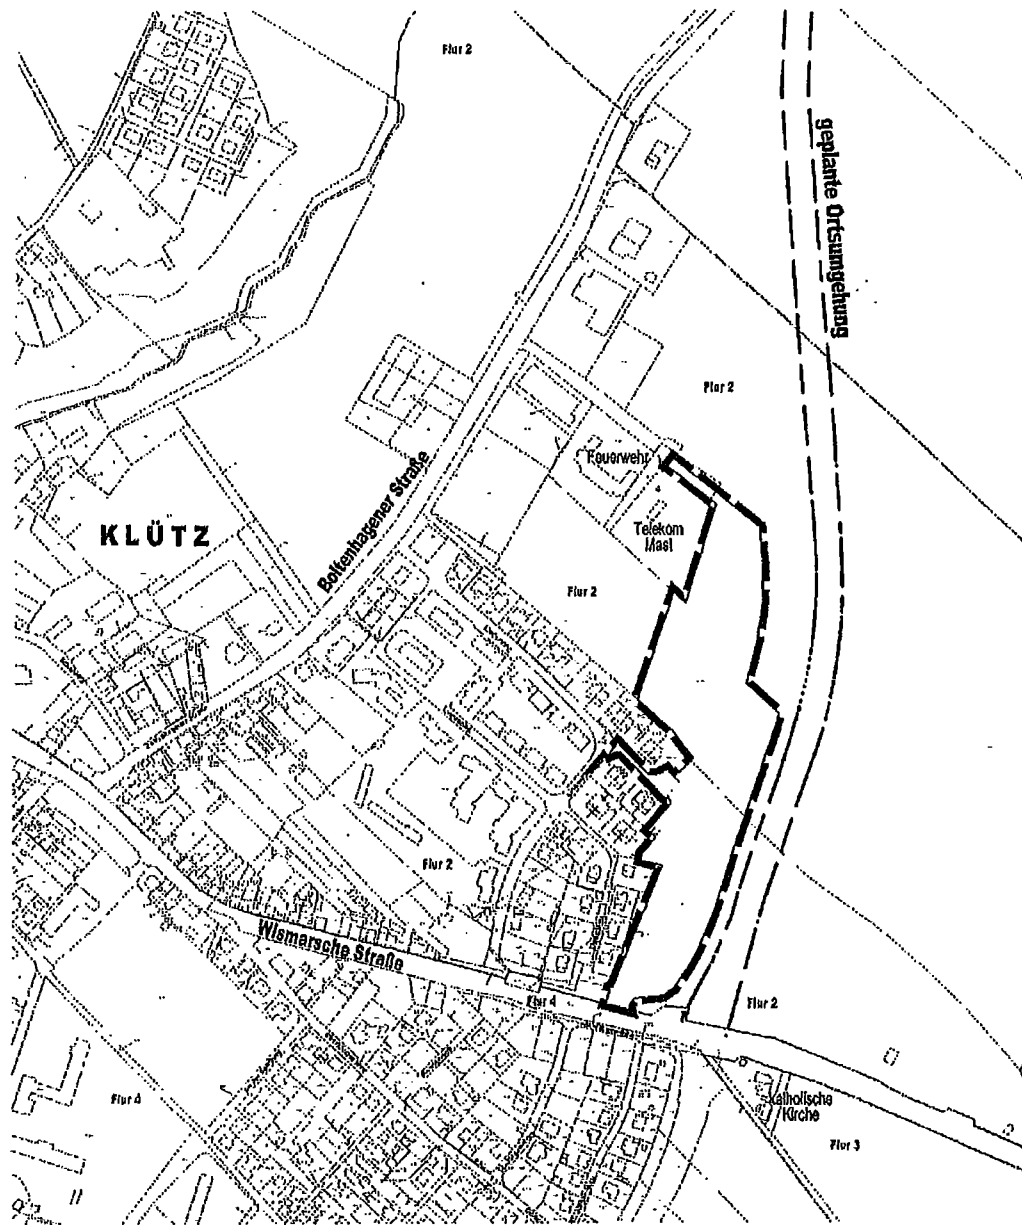 Flur 2
geplante Ortsumgehung
Flur 2
Boltenhagener Straße
Feuerwehr
KLÜTZ
Telekom
Mast
Flur 2
Flur 2
Wismarsche Straße
Flur 4
Flur 2
Flur 4
Katholische
Kirche
Flur 3